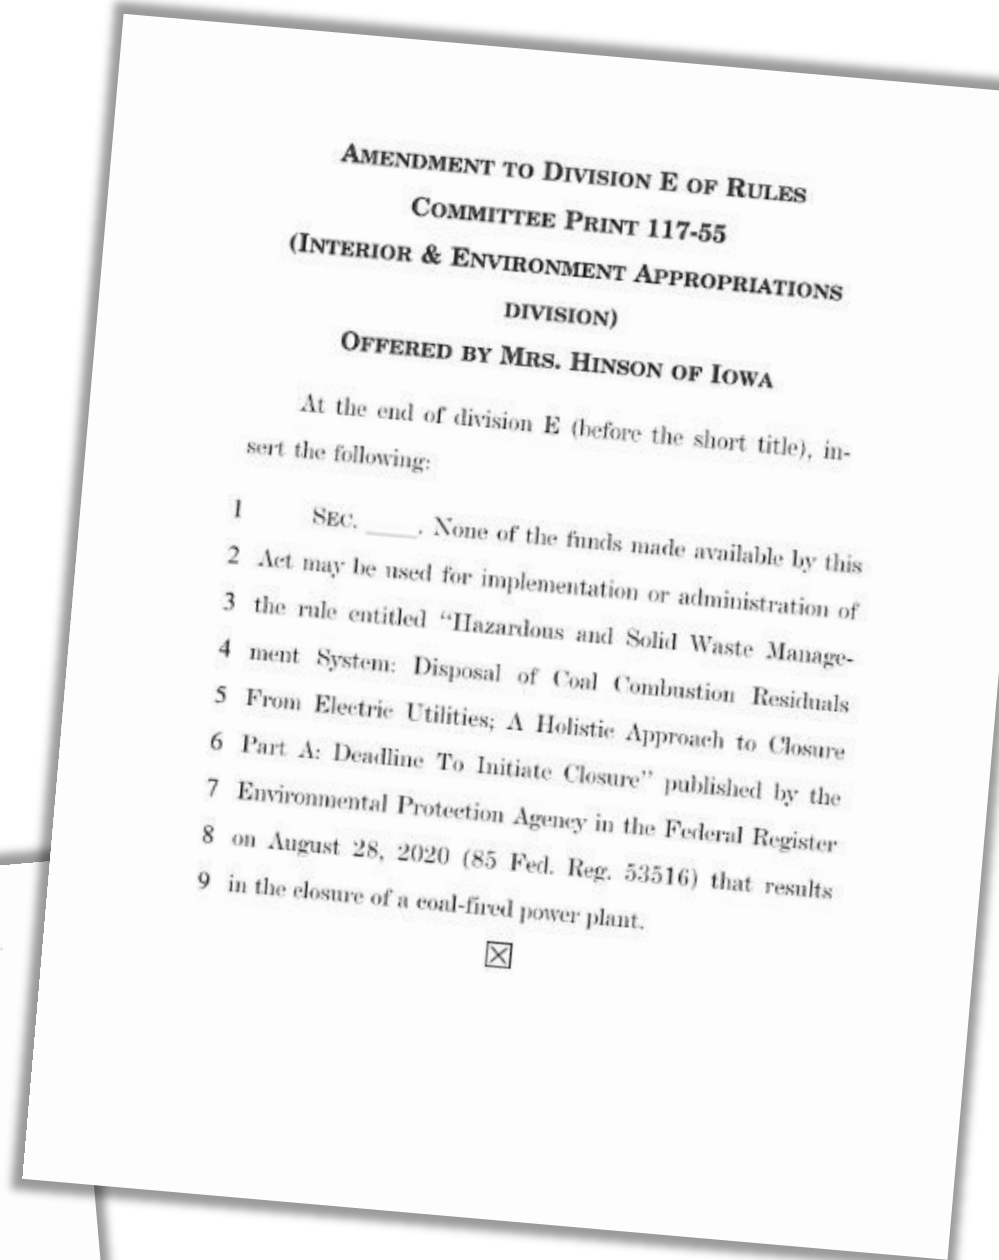 AMENDMENT TO DIVISION E OF RULES
COMMITTEE PRINT 117-55
(INTERIOR & ENVIRONMENT APPROPRIATIONS
DIVISION)
OFFERED BY MRS. HINSON OF IOWA
At the end of division E (before the short title), in-
sert the following:
1 SEC. ____. None of the funds made available by this
2 Act may be used for implementation or administration of
3 the rule entitled “Hazardous and Solid Waste Manage-
4 ment System: Disposal of Coal Combustion Residuals
5 From Electric Utilities; A Holistic Approach to Closure
6 Part A: Deadline To Initiate Closure” published by the
7 Environmental Protection Agency in the Federal Register
8 on August 28, 2020 (85 Fed. Reg. 53516) that results
9 in the closure of a coal-fired power plant.